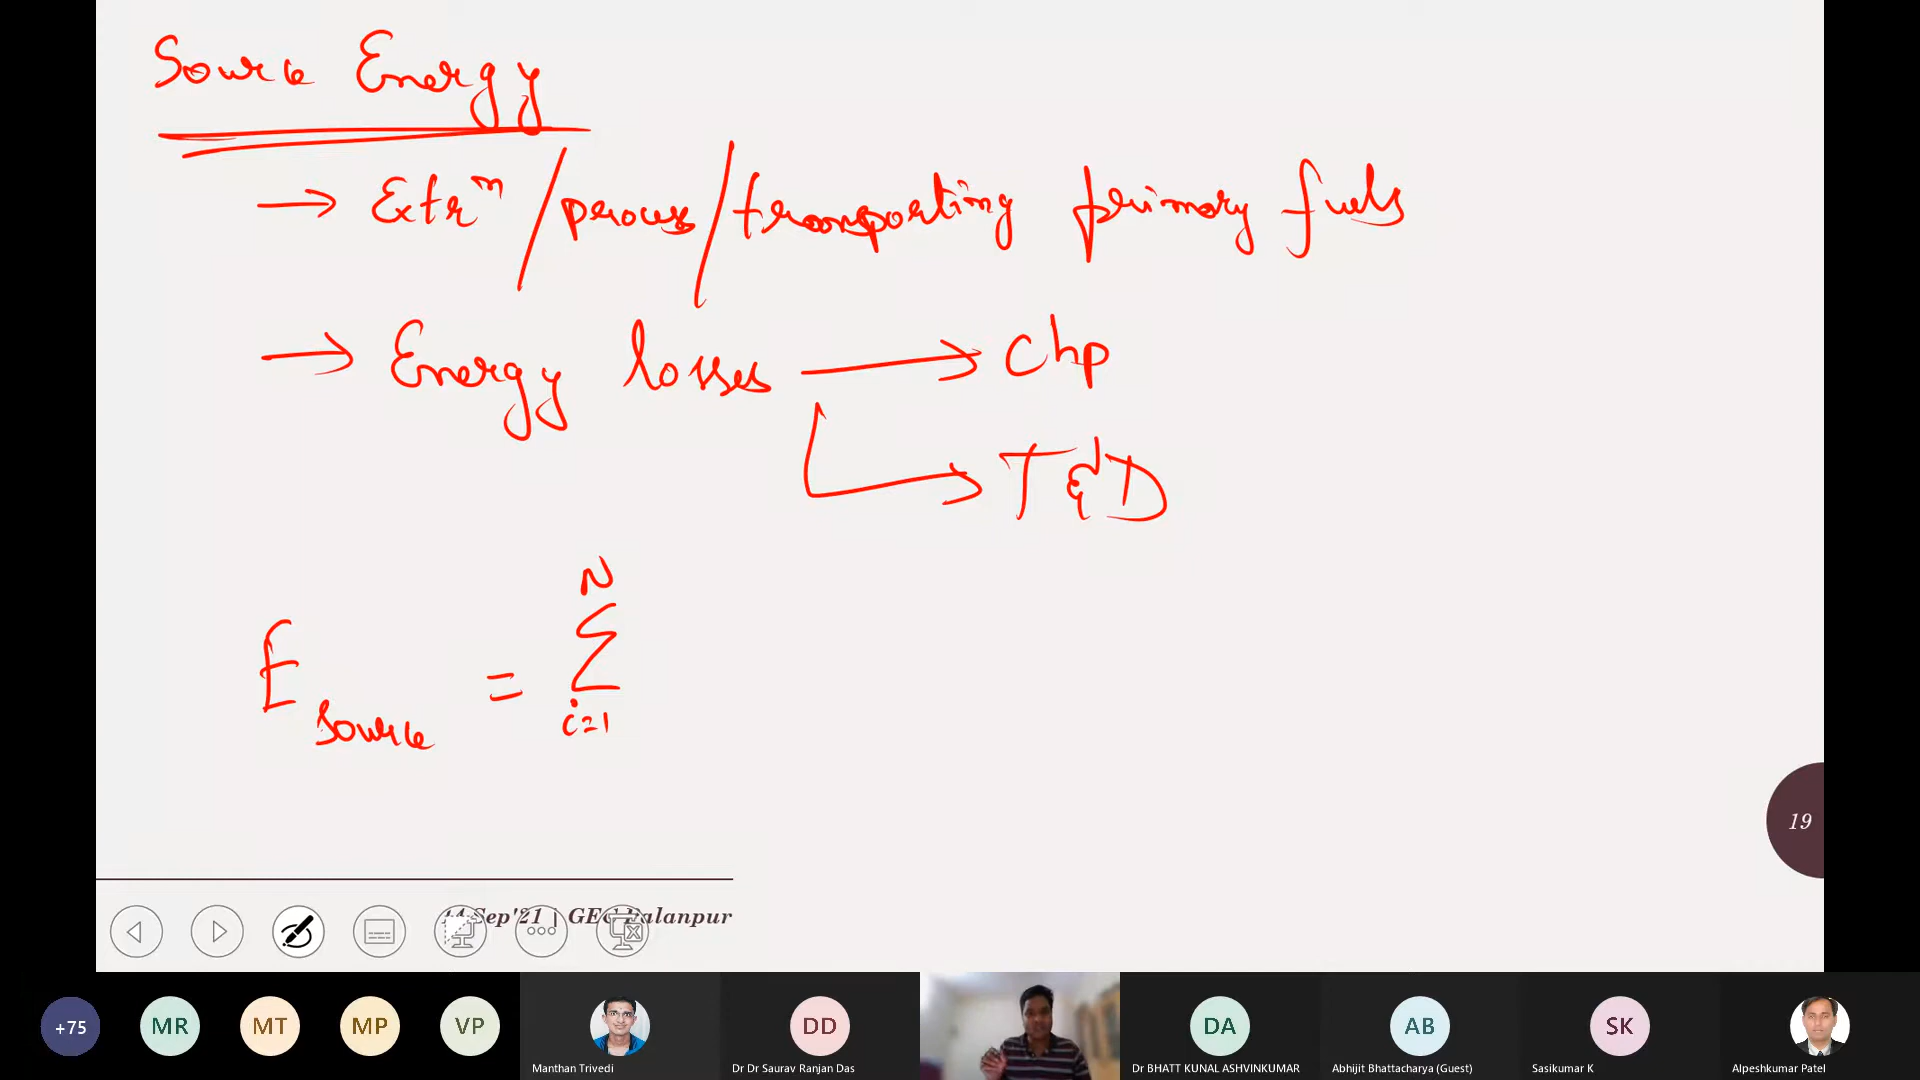 Source Energy
→ Extrⁿ / process / transporting primary fuels
→ Energy losses → Chp
→ T & D
N
E source = Σ
i=1
19
14 Sep'21 | GEC Palanpur
+75 MR MT MP VP DD DA AB SK
Manthan Trivedi Dr Dr Saurav Ranjan Das Dr BHATT KUNAL ASHVINKUMAR Abhijit Bhattacharya (Guest) Sasikumar K Alpeshkumar Patel